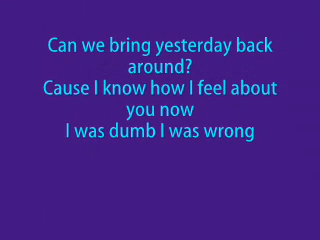 Can we bring yesterday back
around?
Cause I know how I feel about
you now
I was dumb I was wrong